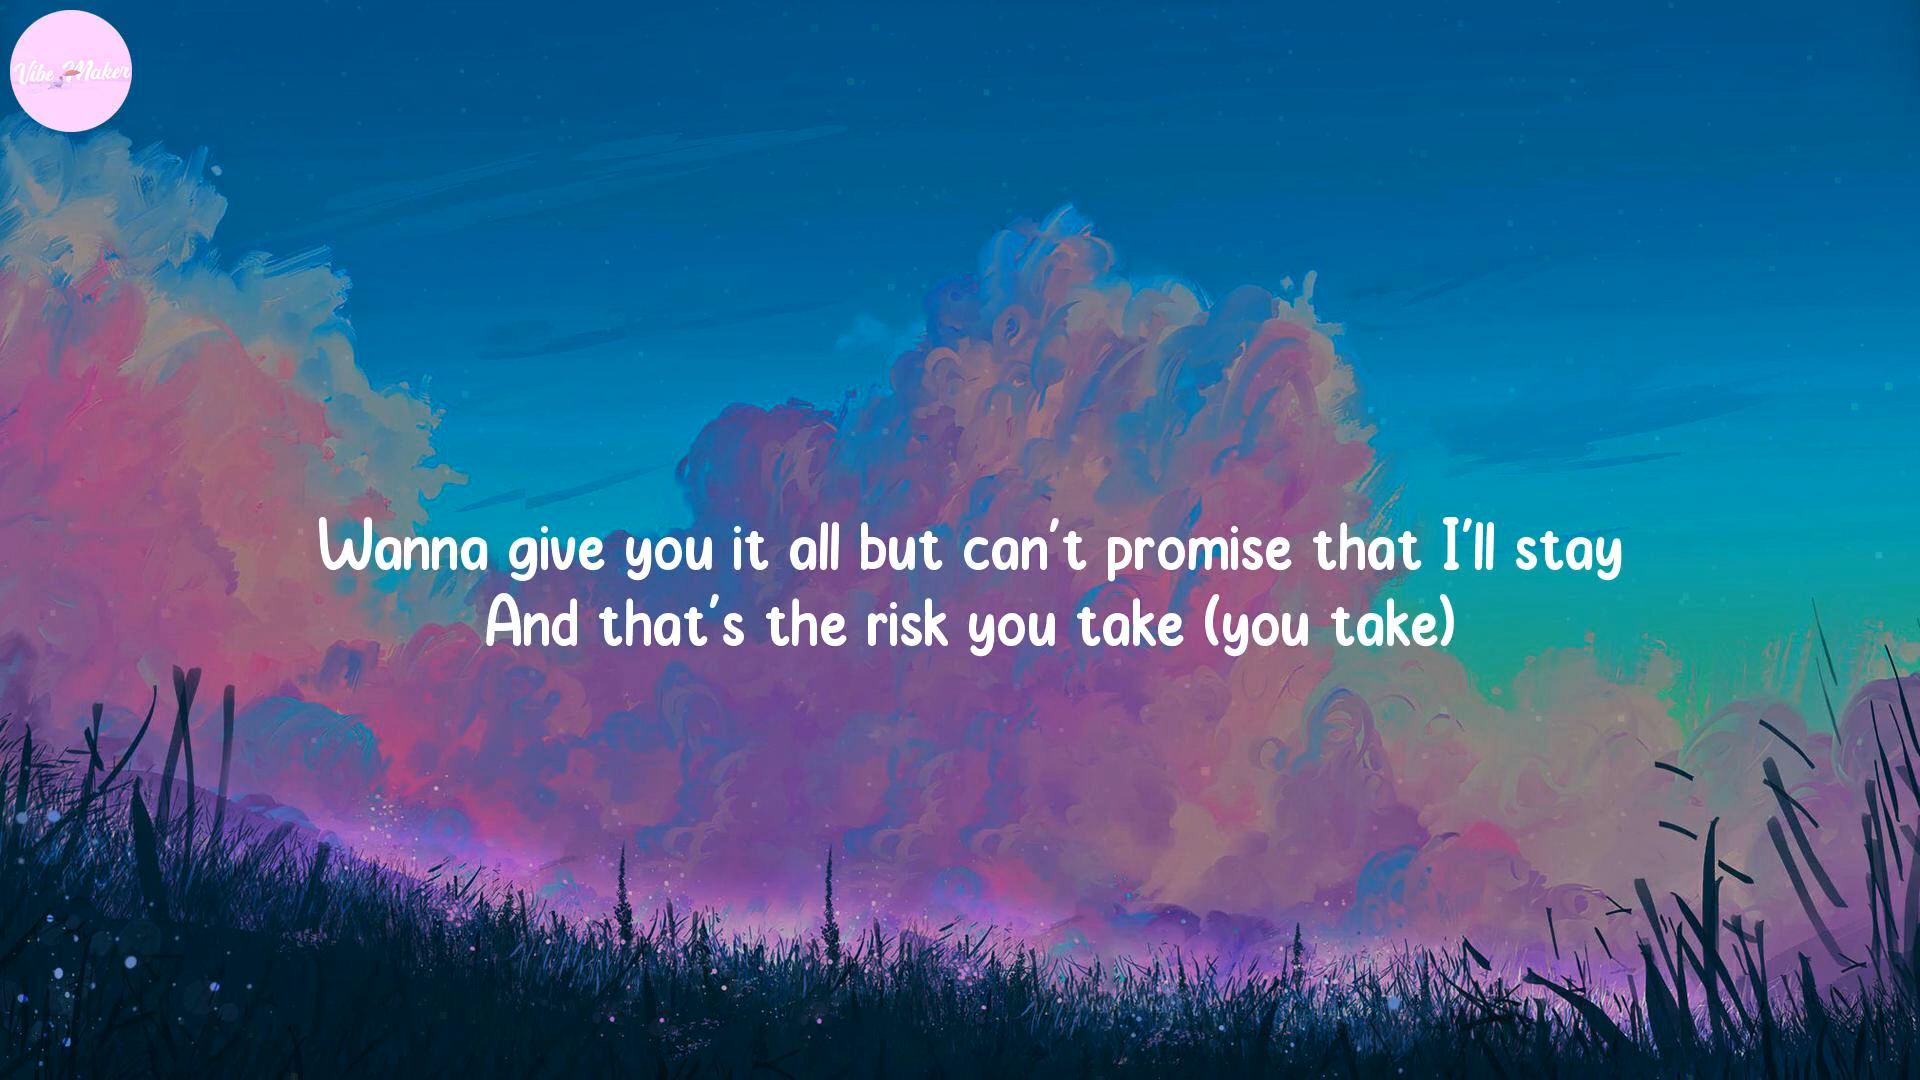 Vibe Maker
Wanna give you it all but can't promise that I'll stay
And that's the risk you take (you take)